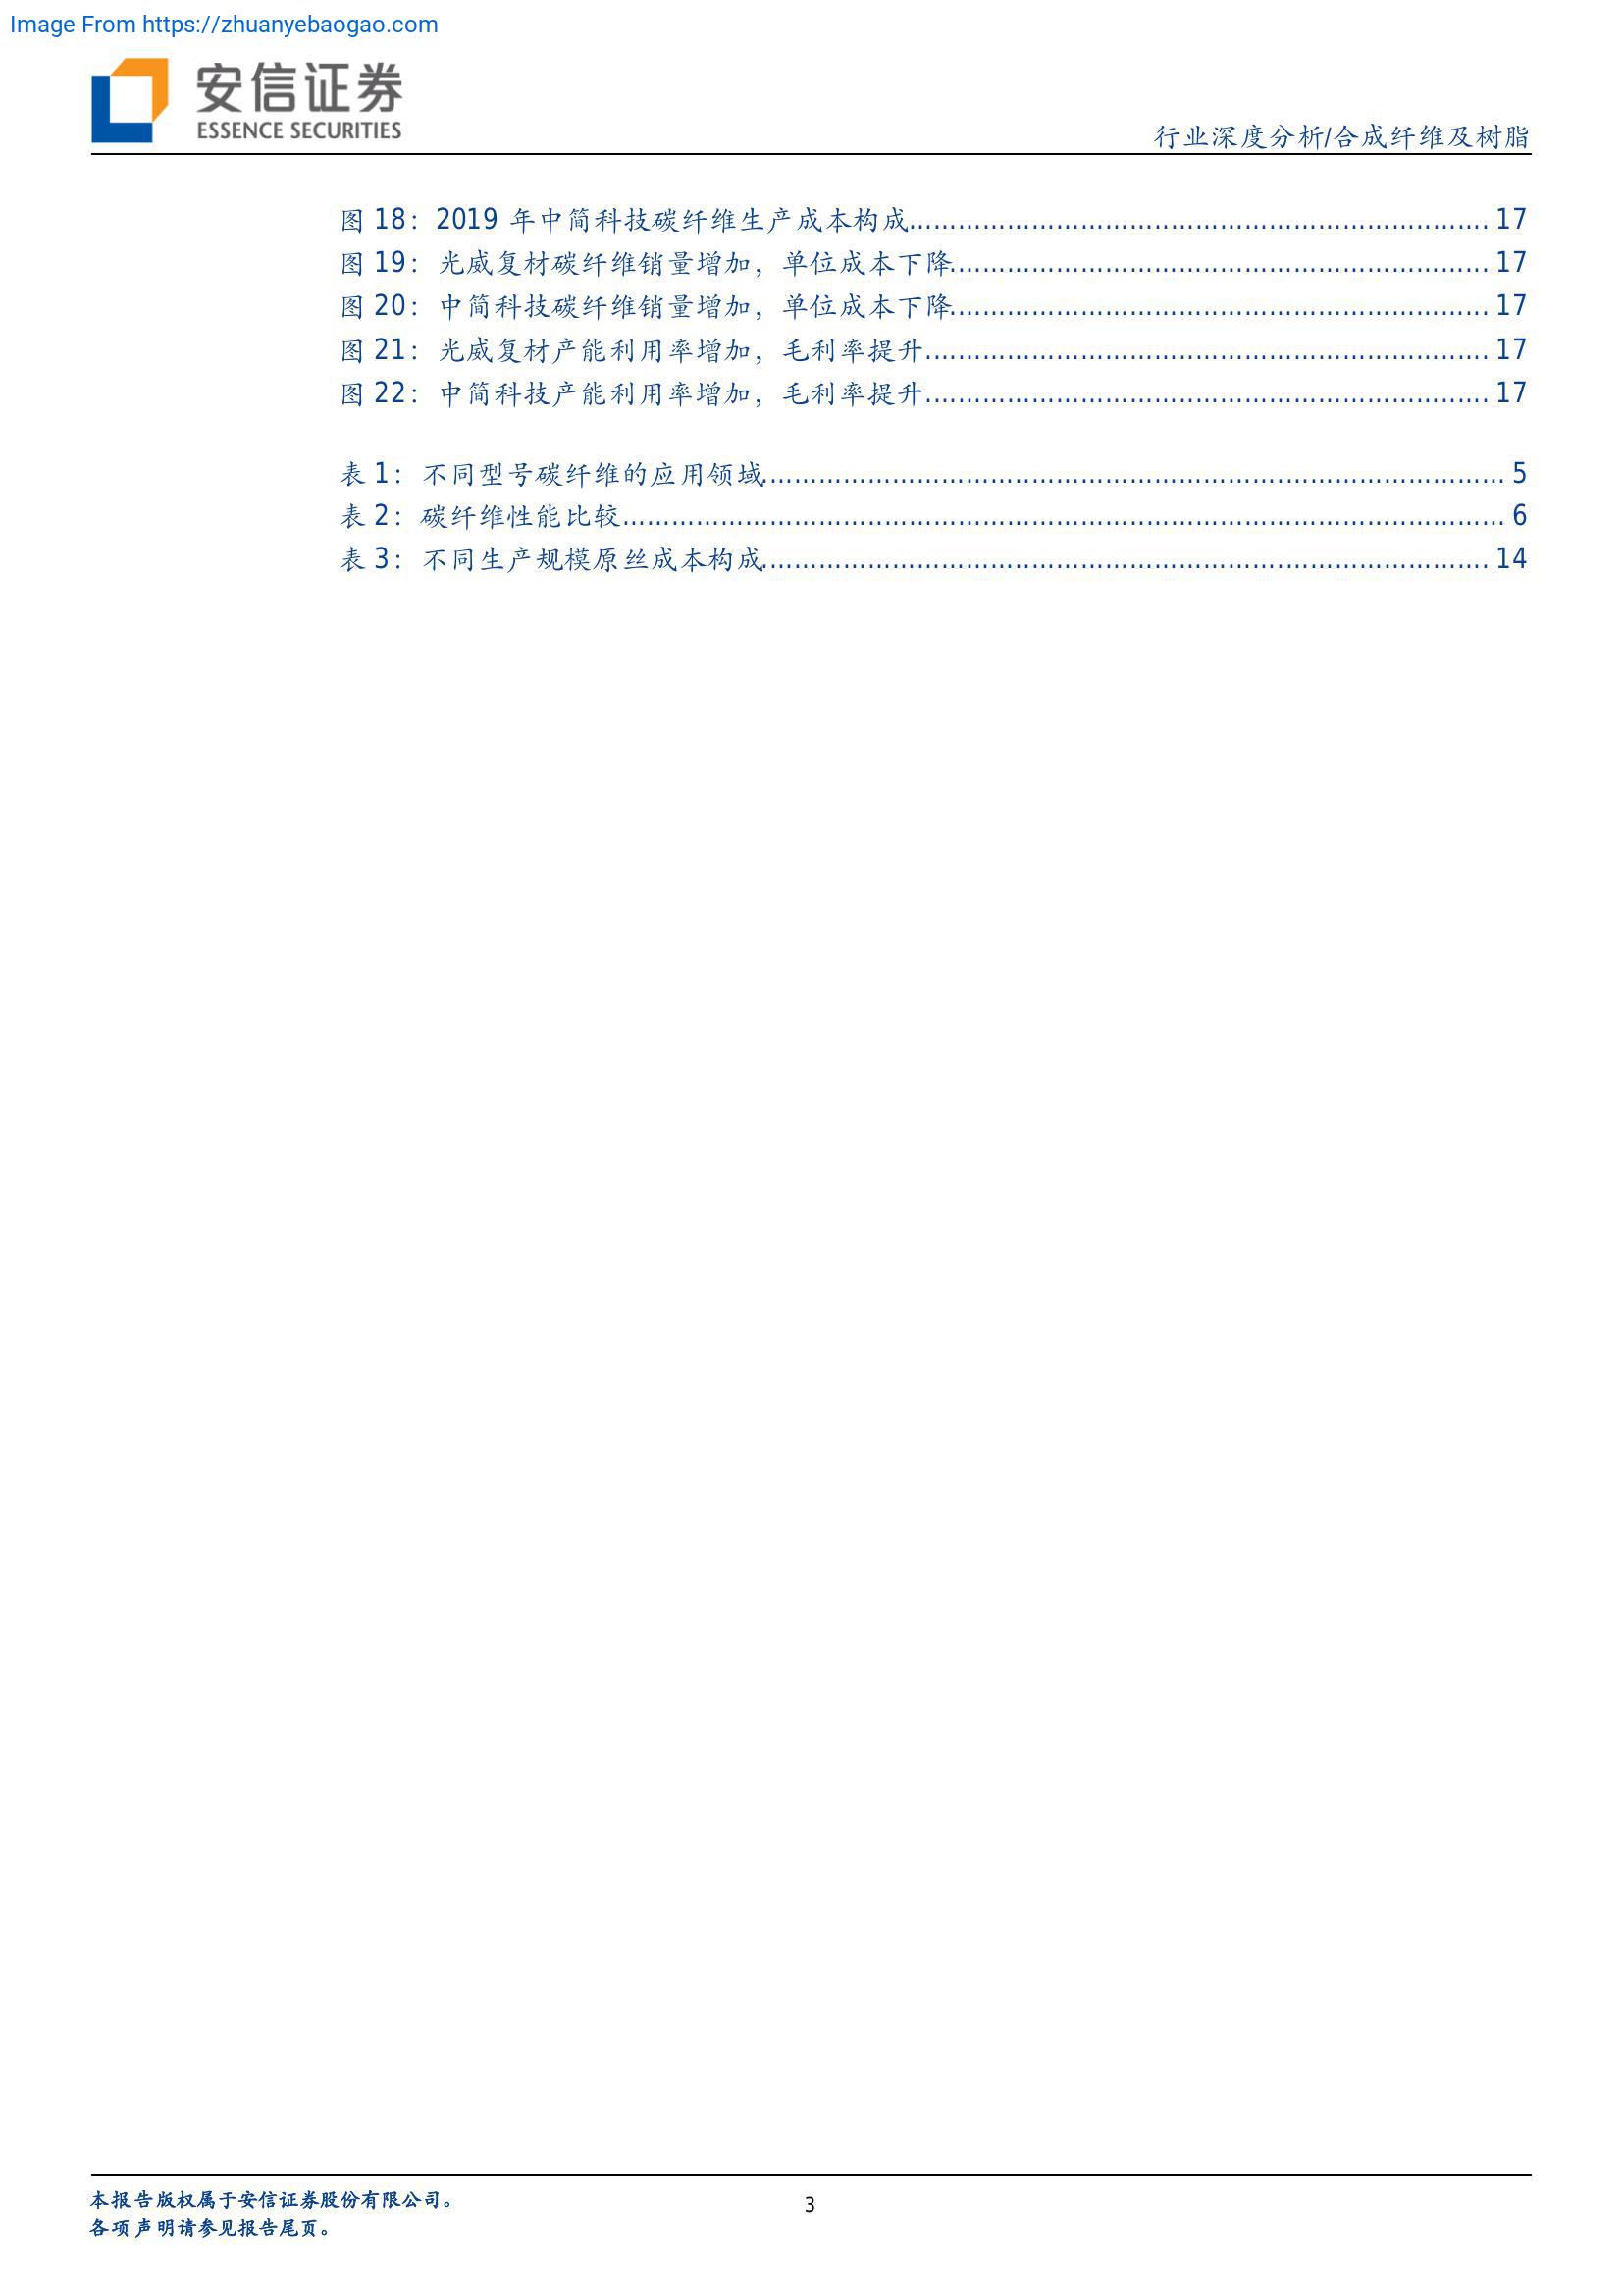 Image From https://zhuanyebaogao.com
安信证券
ESSENCE SECURITIES
行业深度分析/合成纤维及树脂
图 18：2019 年中简科技碳纤维生产成本构成 17
图 19：光威复材碳纤维销量增加，单位成本下降 17
图 20：中简科技碳纤维销量增加，单位成本下降 17
图 21：光威复材产能利用率增加，毛利率提升 17
图 22：中简科技产能利用率增加，毛利率提升 17
表 1：不同型号碳纤维的应用领域 5
表 2：碳纤维性能比较 6
表 3：不同生产规模原丝成本构成 14
本报告版权属于安信证券股份有限公司。
3
各项声明请参见报告尾页。